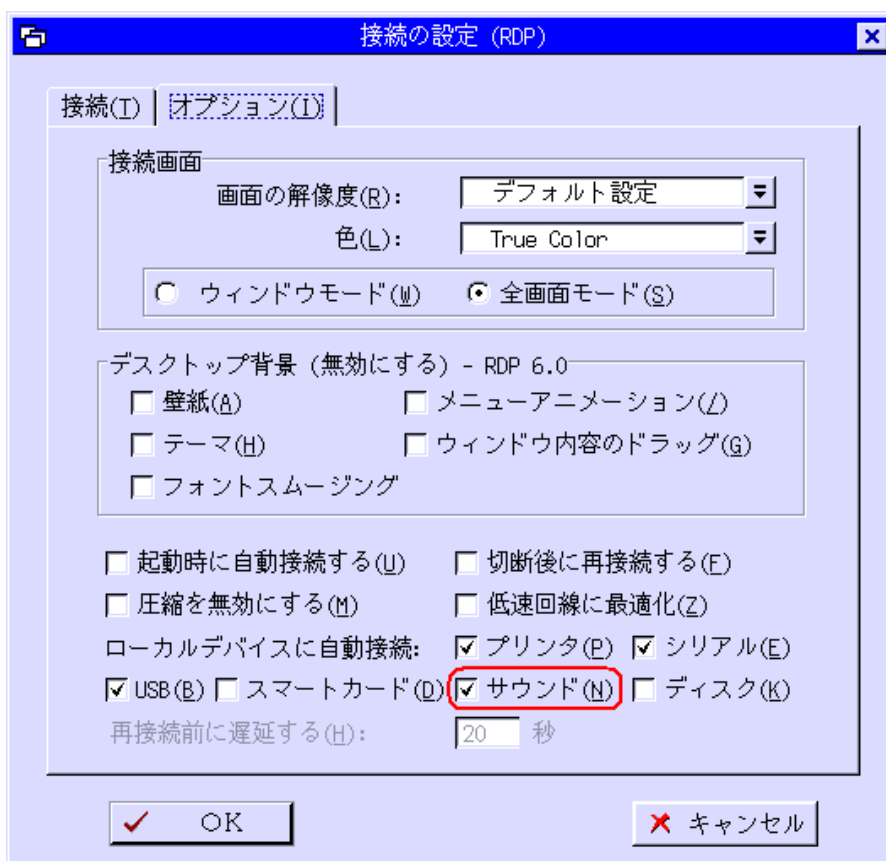 接続の設定 (RDP)
接続(T) オプション(I)
接続画面
画面の解像度(R): デフォルト設定
色(L): True Color
ウィンドウモード(W) 全画面モード(S)
デスクトップ背景 (無効にする) - RDP 6.0
壁紙(A) メニューアニメーション(/)
テーマ(H) ウィンドウ内容のドラッグ(G)
フォントスムージング
起動時に自動接続する(U) 切断後に再接続する(F)
圧縮を無効にする(M) 低速回線に最適化(Z)
ローカルデバイスに自動接続: プリンタ(P) シリアル(E)
USB(B) スマートカード(D) サウンド(N) ディスク(K)
再接続前に遅延する(H): 20 秒
OK キャンセル